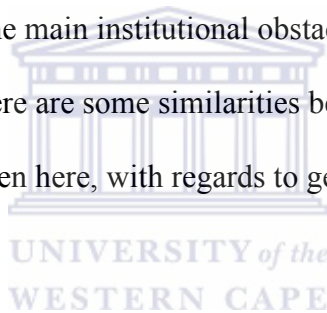 he main institutional obstac
ere are some similarities be
en here, with regards to ge
UNIVERSITY of the
WESTERN CAPE